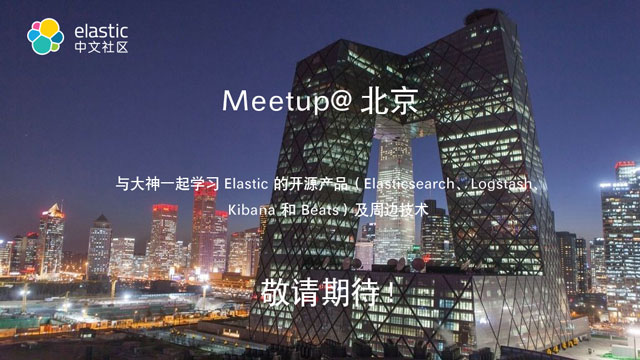 elastic
中文社区
Meetup@ 北京
与大神一起学习 Elastic 的开源产品（Elasticsearch、Logstash、
Kibana 和 Beats）及周边技术
敬请期待！